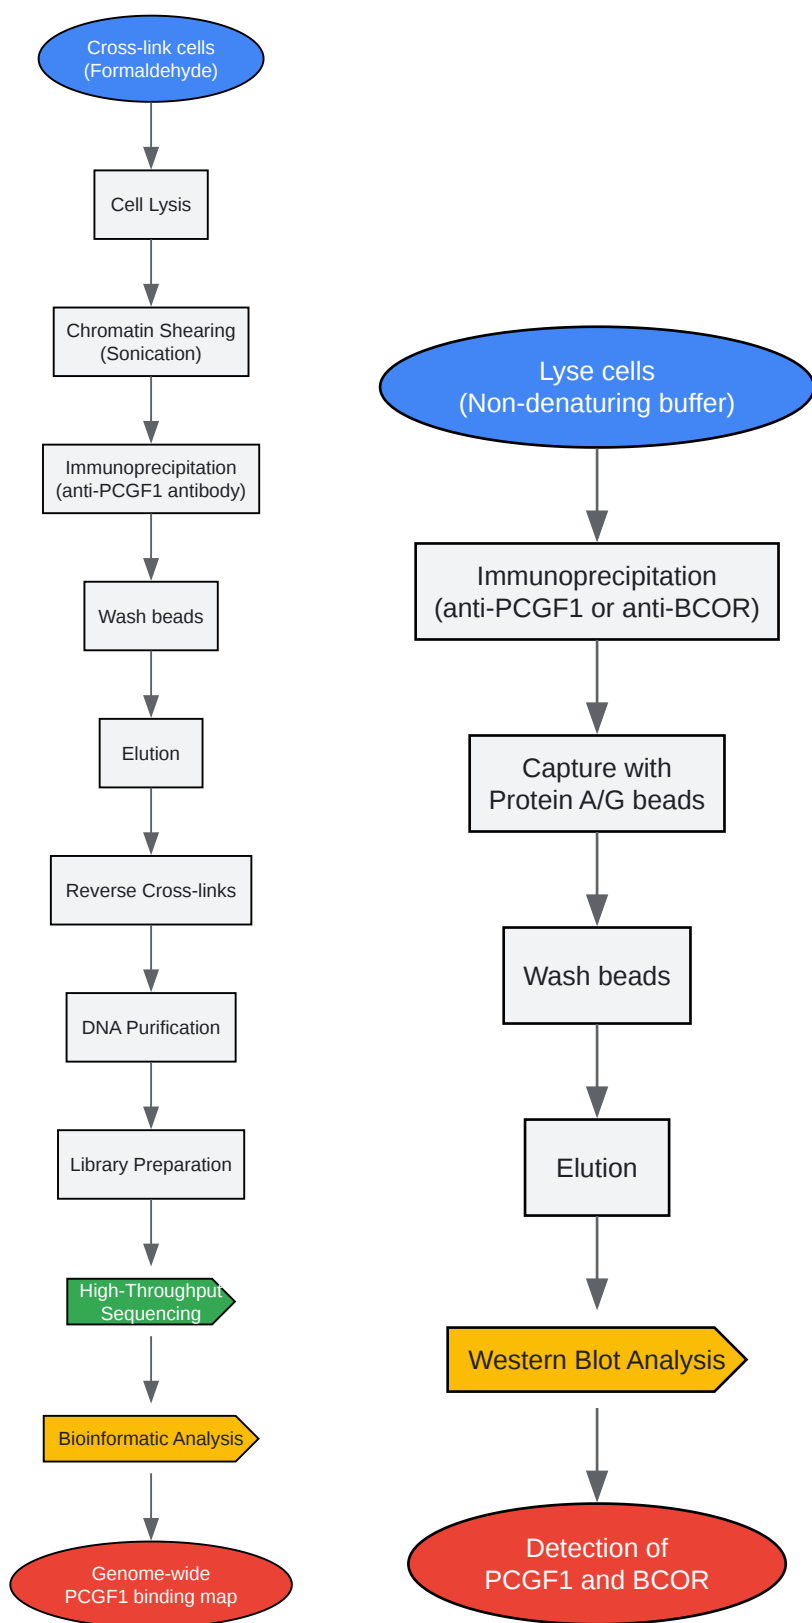 Cross-link cells
(Formaldehyde)
Cell Lysis
Chromatin Shearing
(Sonication)
Immunoprecipitation
(anti-PCGF1 antibody)
Wash beads
Elution
Reverse Cross-links
DNA Purification
Library Preparation
High-Throughput
Sequencing
Bioinformatic Analysis
Genome-wide
PCGF1 binding map
Lyse cells
(Non-denaturing buffer)
Immunoprecipitation
(anti-PCGF1 or anti-BCOR)
Capture with
Protein A/G beads
Wash beads
Elution
Western Blot Analysis
Detection of
PCGF1 and BCOR